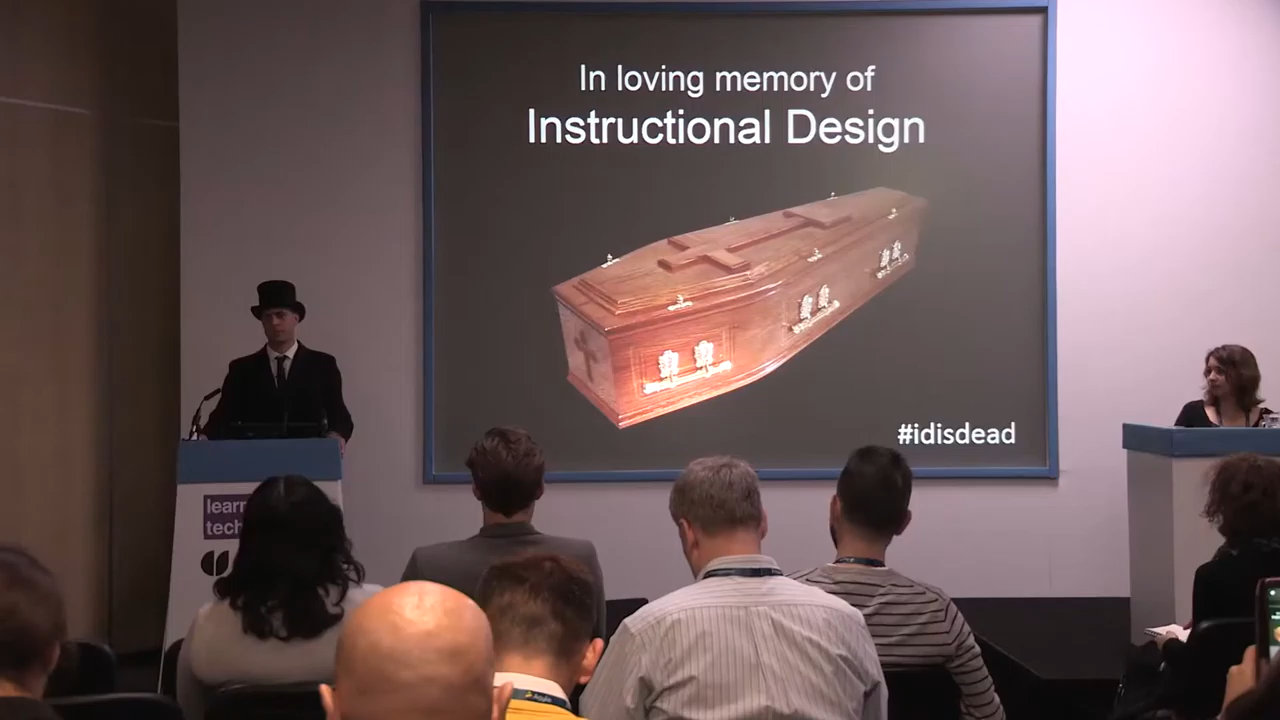 In loving memory of
Instructional Design
#idisdead
learn
tech